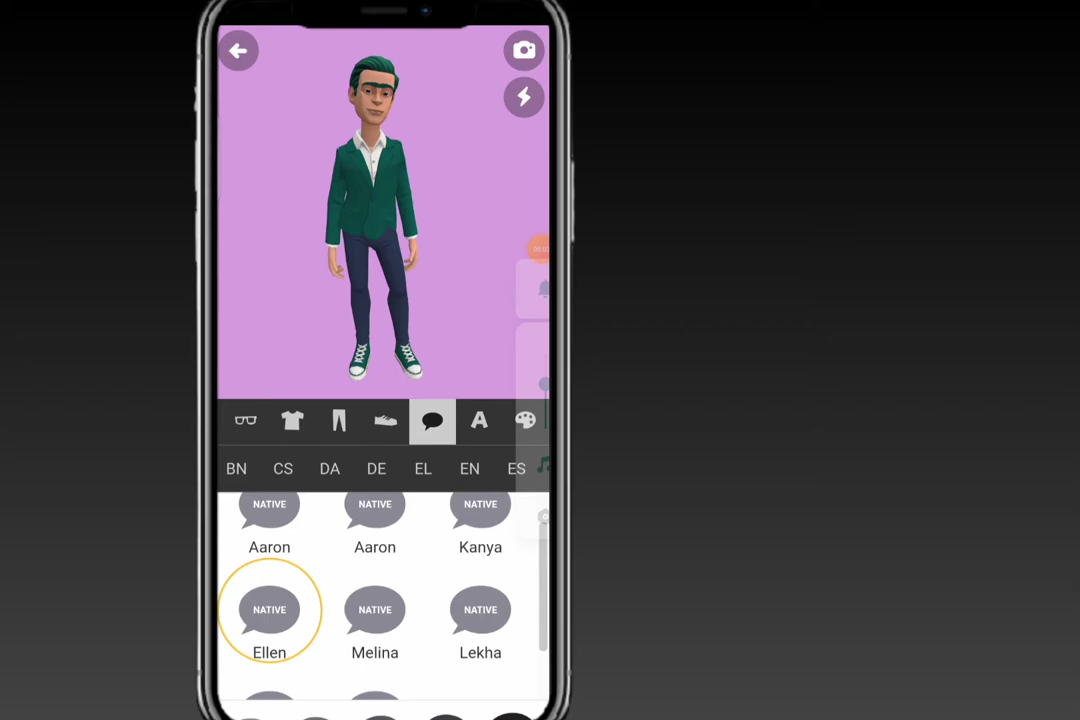 BN CS DA DE EL EN ES
NATIVE NATIVE NATIVE
Aaron Aaron Kanya
NATIVE NATIVE NATIVE
Ellen Melina Lekha